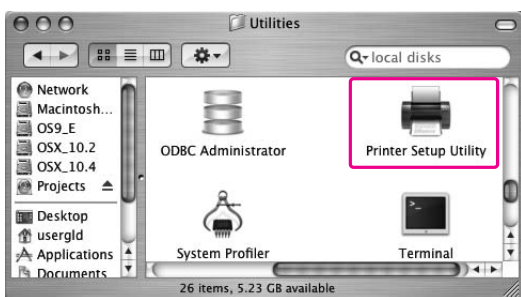 Utilities
local disks
Network
Macintosh...
OS9_E
OSX_10.2
OSX_10.4
Projects
Desktop
usergld
Applications
Documents
ODBC Administrator
Printer Setup Utility
System Profiler
Terminal
26 items, 5.23 GB available